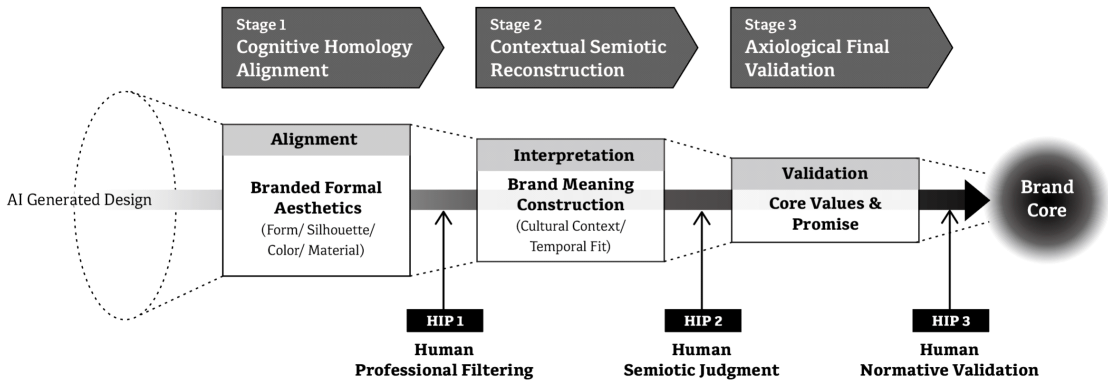 Stage 1
Cognitive Homology
Alignment
Stage 2
Contextual Semiotic
Reconstruction
Stage 3
Axiological Final
Validation
AI Generated Design
Alignment
Branded Formal
Aesthetics
(Form/ Silhouette/
Color/ Material)
Interpretation
Brand Meaning
Construction
(Cultural Context/
Temporal Fit)
Validation
Core Values &
Promise
Brand
Core
HIP 1
Human
Professional Filtering
HIP 2
Human
Semiotic Judgment
HIP 3
Human
Normative Validation